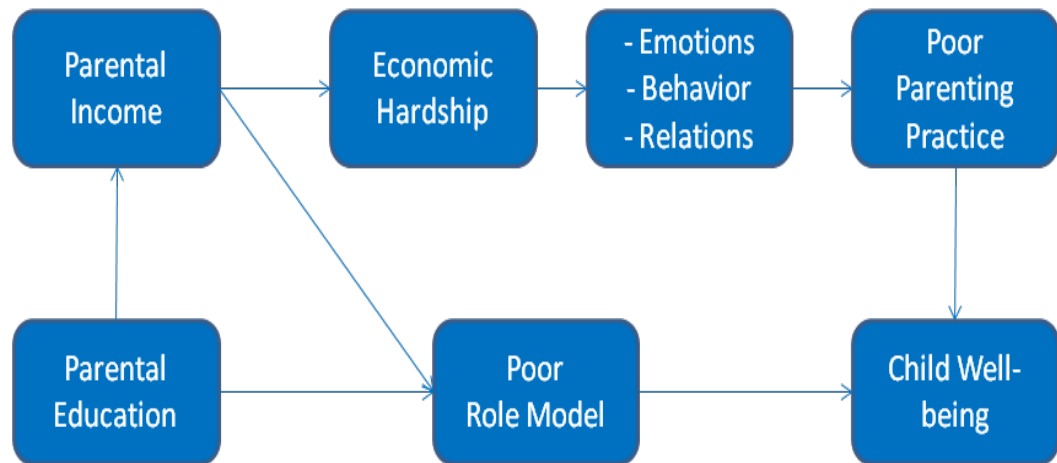 Parental
Income
Economic
Hardship
- Emotions
- Behavior
- Relations
Poor
Parenting
Practice
Parental
Education
Poor
Role Model
Child Well-
being